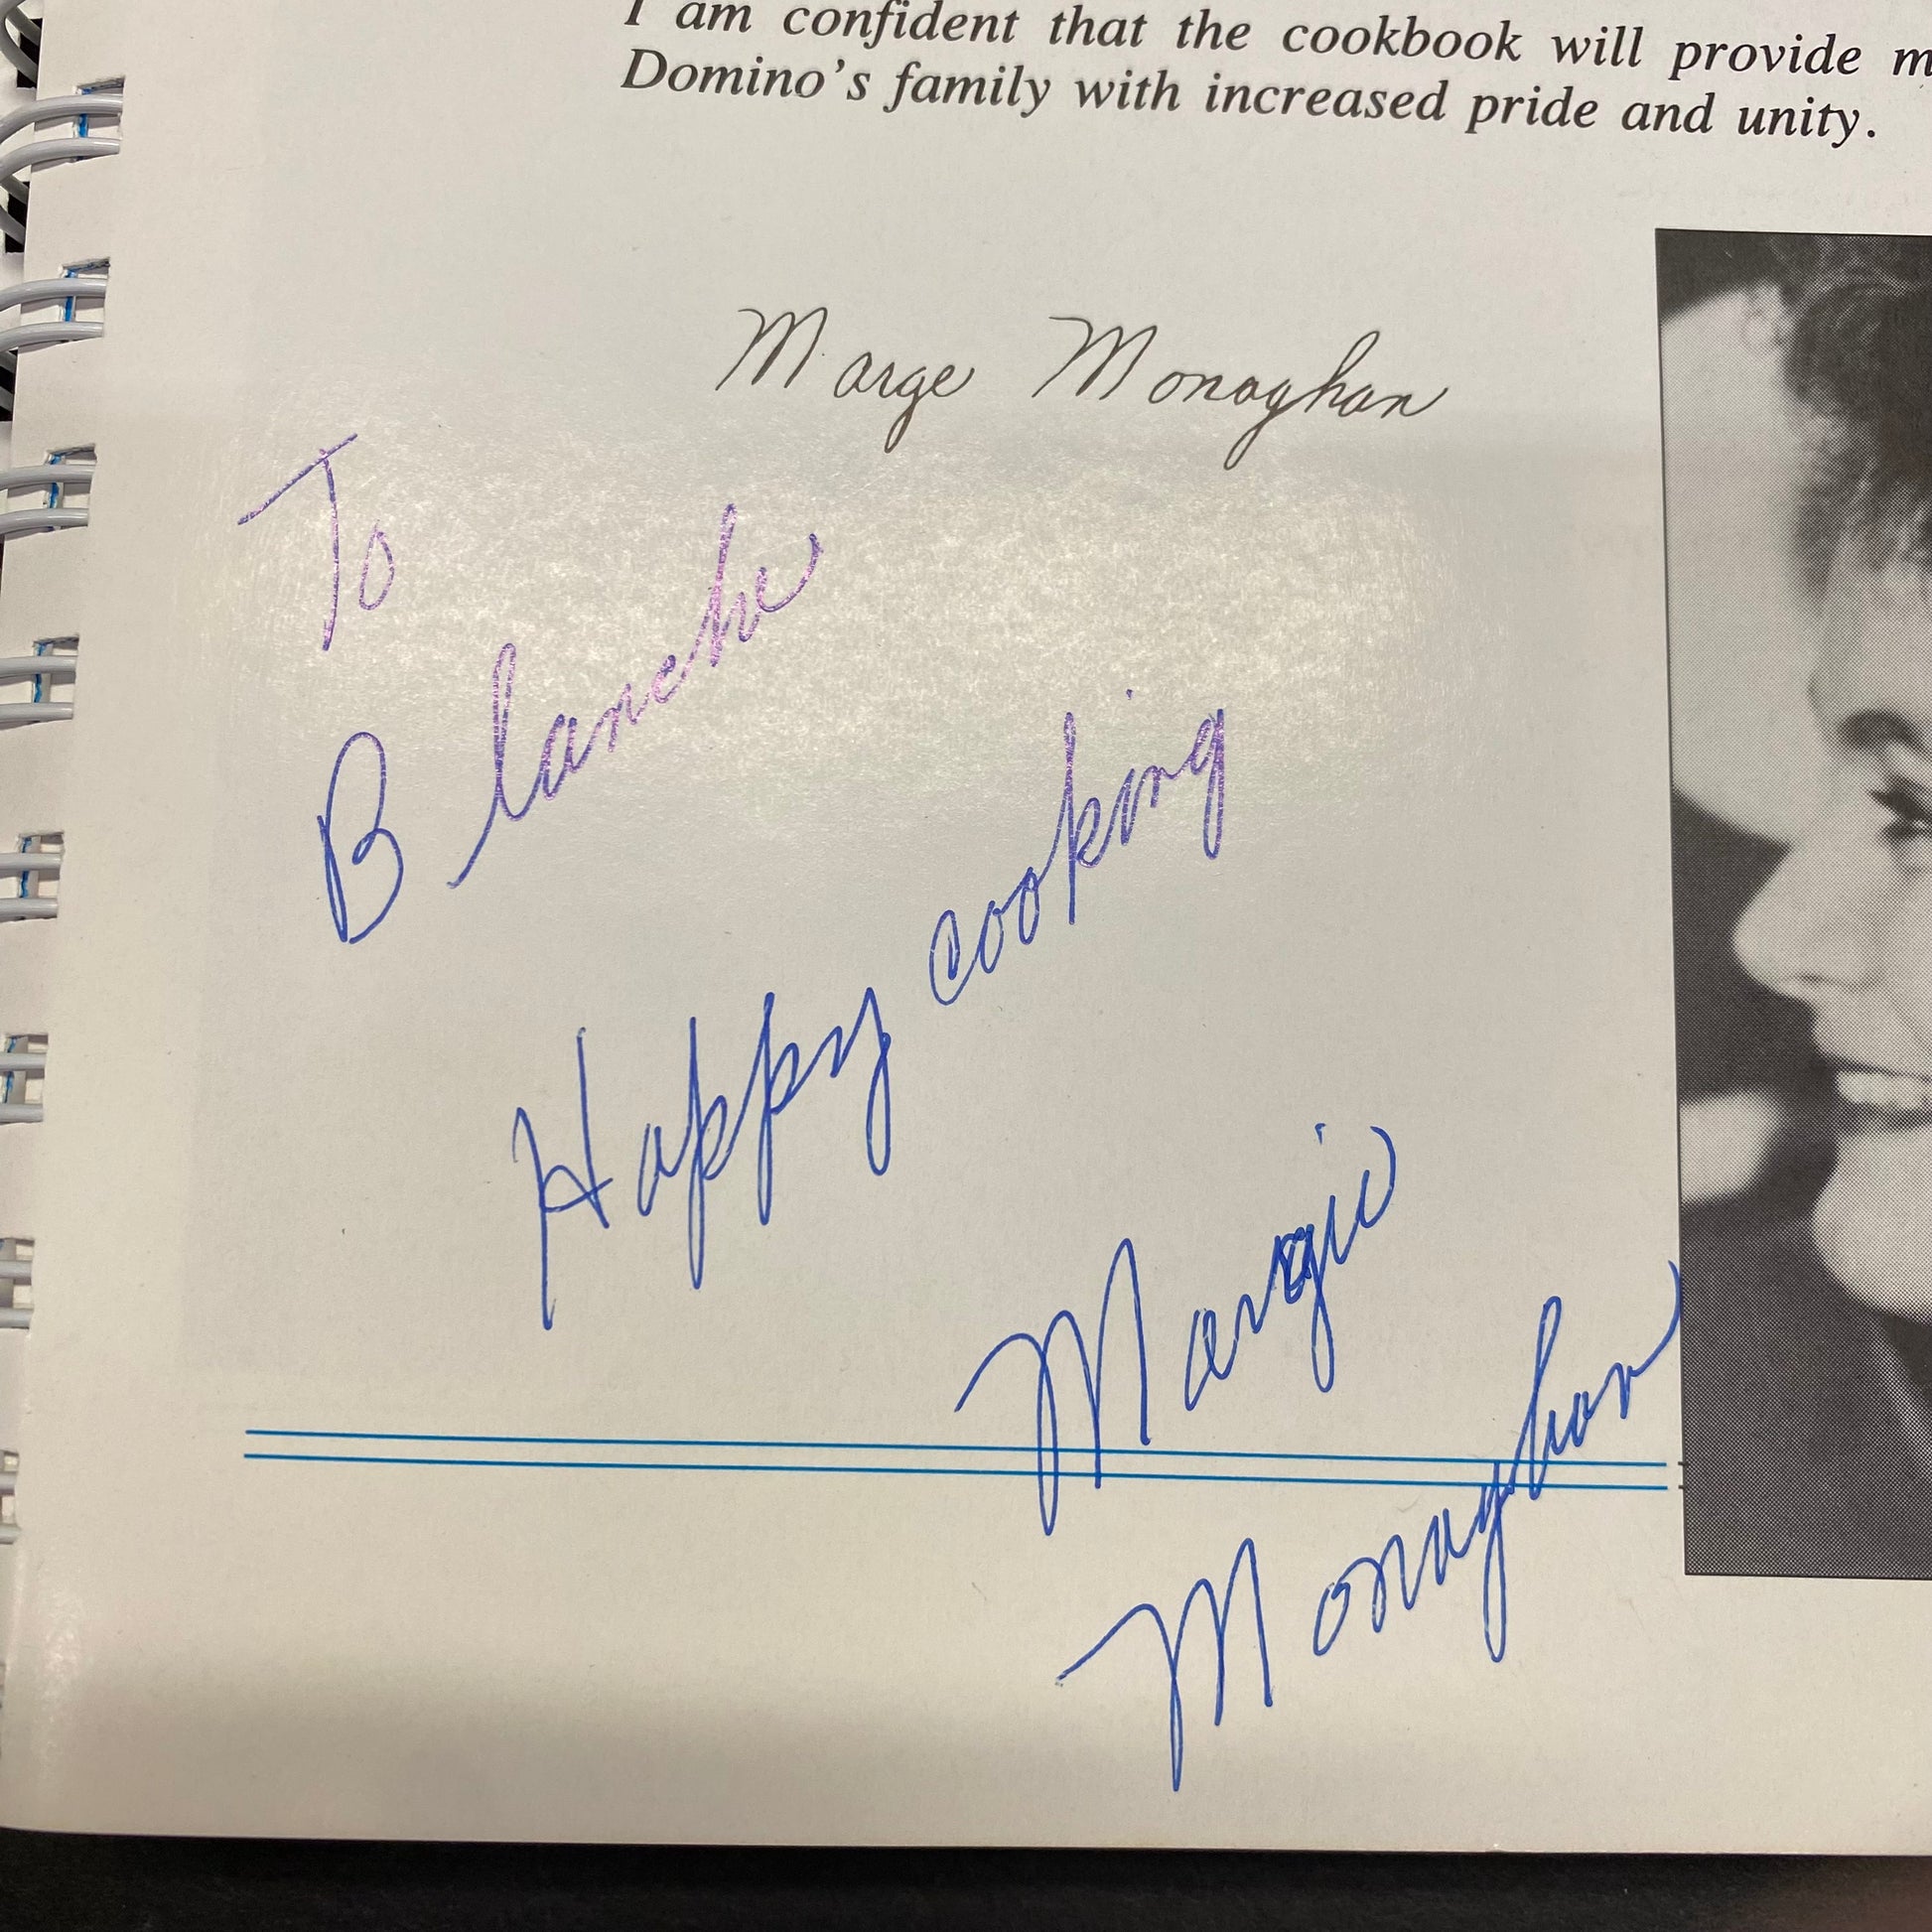 I am confident that the cookbook will provide
Domino's family with increased pride and unity.
Marge Monaghan
To
Blanche
Happy cooking
Margie
Monaghan